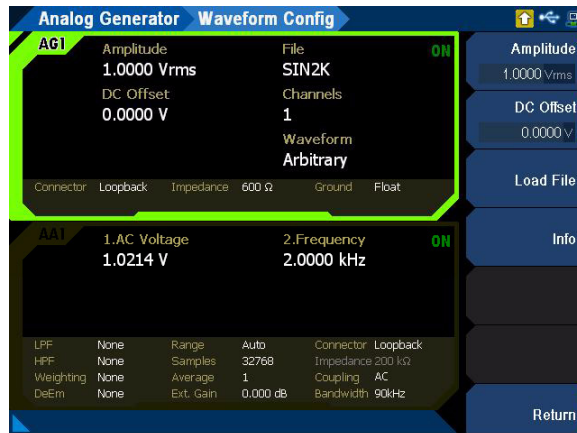 Analog Generator Waveform Config
AG1
Amplitude File ON
1.0000 Vrms SIN2K
DC Offset Channels
0.0000 V 1
Waveform
Arbitrary
Connector Loopback Impedance 600 Ω Ground Float
AA1
1.AC Voltage 2.Frequency ON
1.0214 V 2.0000 kHz
LPF None Range Auto Connector Loopback
HPF None Samples 32768 Impedance 200 kΩ
Weighting None Average 1 Coupling AC
DeEm None Ext. Gain 0.000 dB Bandwidth 90kHz
Amplitude
1.0000 Vrms
DC Offset
0.0000 V
Load File
Info
Return